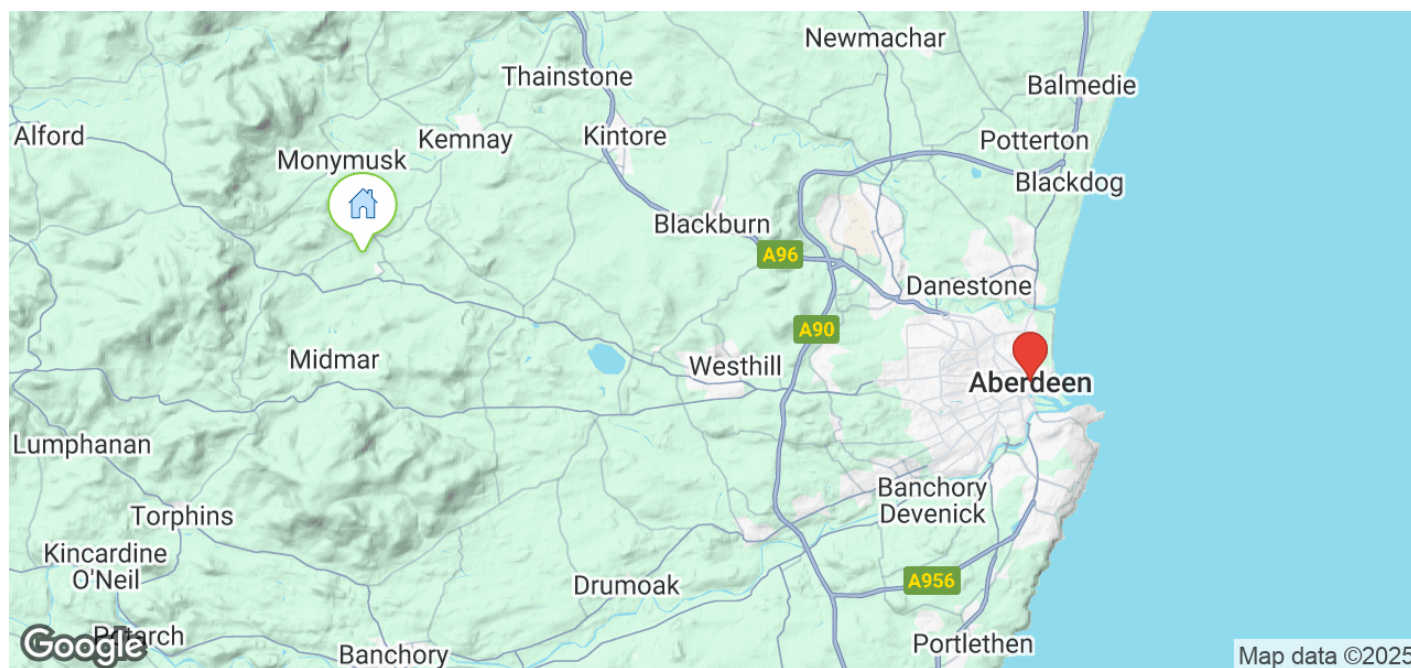 Newmachar
Thainstone
Balmedie
Alford
Kemnay
Kintore
Potterton
Monymusk
Blackdog
Blackburn
A96
Danestone
A90
Midmar
Westhill
Aberdeen
Lumphanan
Banchory
Devenick
Torphins
Kincardine
O'Neil
Drumoak
A956
Potarch
Portlethen
Banchory
Google
Map data ©2025